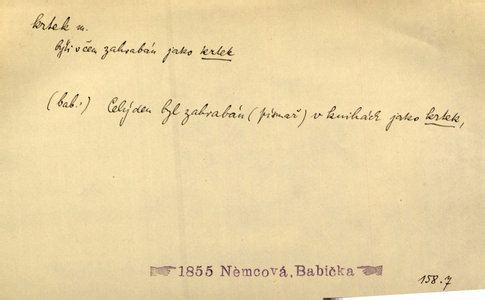 krtek m.
býti v čem zahrabán jako krtek
(bab.) Celý den byl zahrabán (písmař) v knihách jako krtek,
1855 Němcová, Babička
158.7